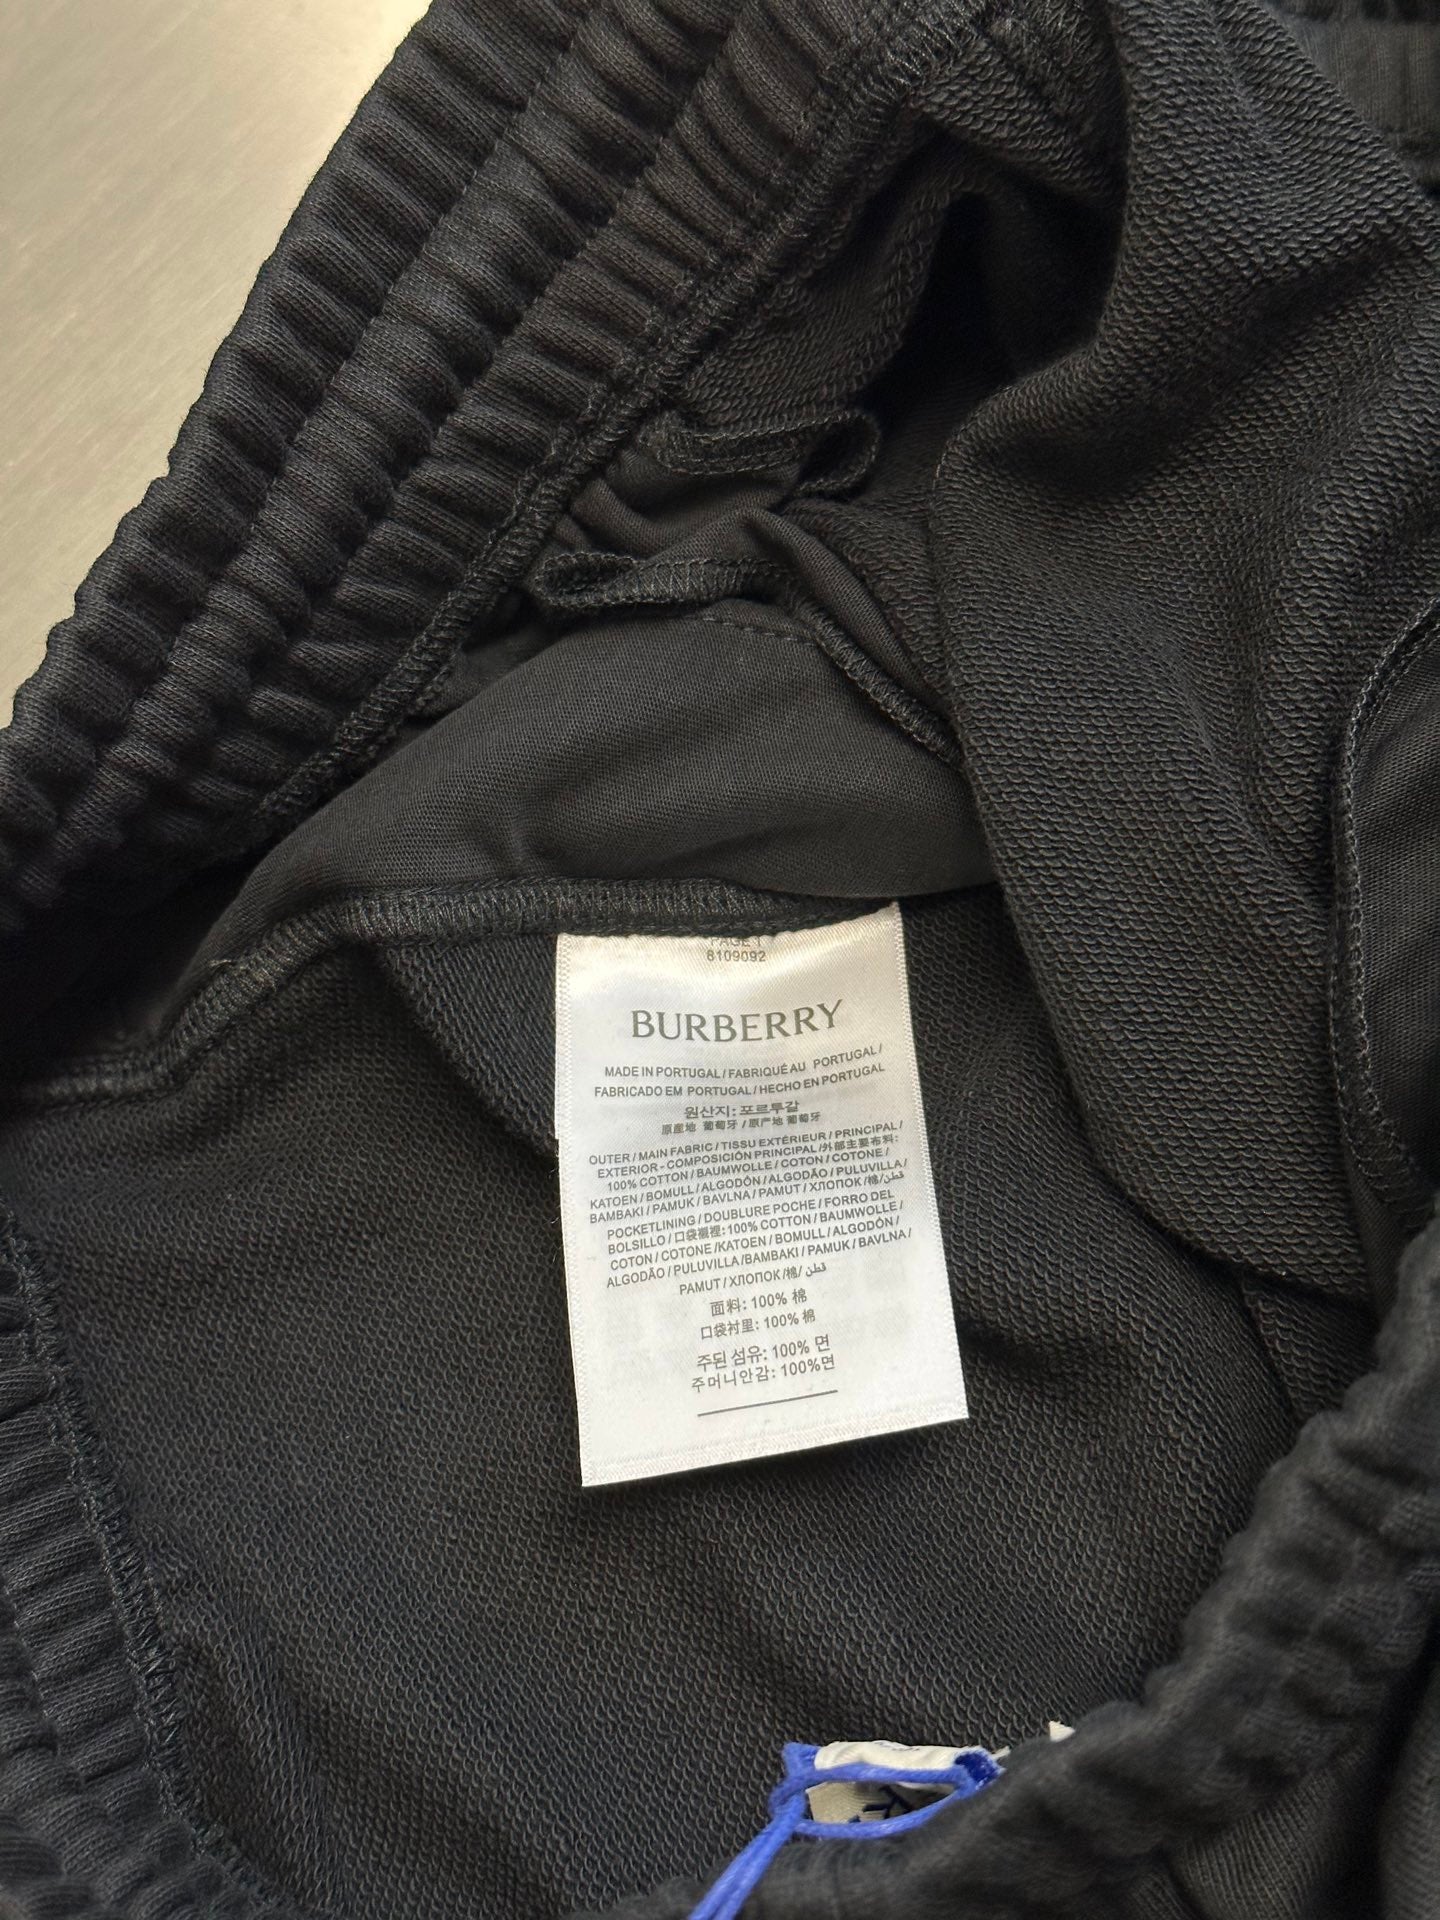 PAGE 1
8109092
BURBERRY
MADE IN PORTUGAL / FABRIQUÉ AU PORTUGAL /
FABRICADO EM PORTUGAL / HECHO EN PORTUGAL
원산지: 포르투갈
原産地 葡萄牙 / 原产地 葡萄牙
OUTER / MAIN FABRIC / TISSU EXTÉRIEUR / PRINCIPAL /
EXTERIOR - COMPOSICIÓN PRINCIPAL /外部主要布料:
100% COTTON / BAUMWOLLE / COTON / COTONE /
KATOEN / BOMULL / ALGODÓN / ALGODÃO / PULUVILLA /
BAMBAKI / PAMUK / BAVLNA / PAMUT / ХЛОПОК /棉/ قطن
POCKETLINING / DOUBLURE POCHE / FORRO DEL
BOLSILLO / 口袋襯裡: 100% COTTON / BAUMWOLLE /
COTON / COTONE /KATOEN / BOMULL / ALGODÓN /
ALGODÃO / PULUVILLA /BAMBAKI / PAMUK / BAVLNA /
PAMUT / ХЛОПОК /棉/ قطن
面料: 100% 棉
口袋衬里: 100% 棉
주된 섬유: 100% 면
주머니안감: 100%면